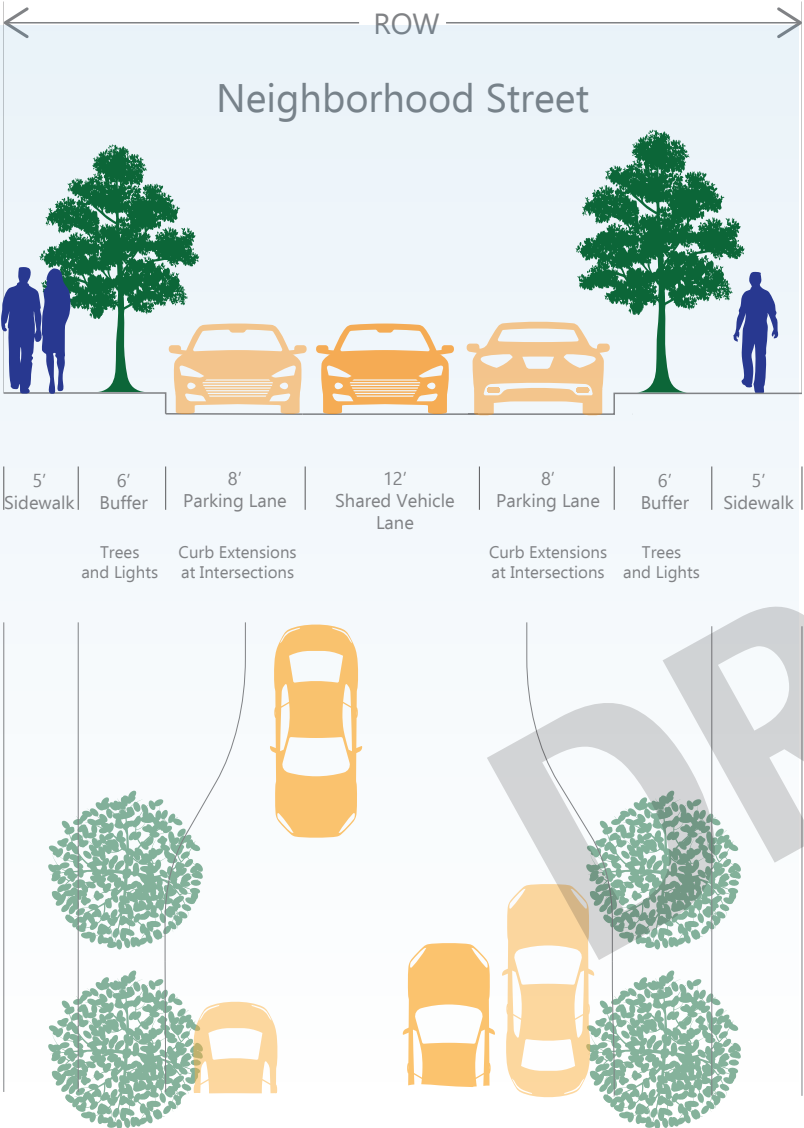 ROW
Neighborhood Street
5′
Sidewalk
6′
Buffer
8′
Parking Lane
12′
Shared Vehicle
Lane
8′
Parking Lane
6′
Buffer
5′
Sidewalk
Trees
and Lights
Curb Extensions
at Intersections
Curb Extensions
at Intersections
Trees
and Lights
DR